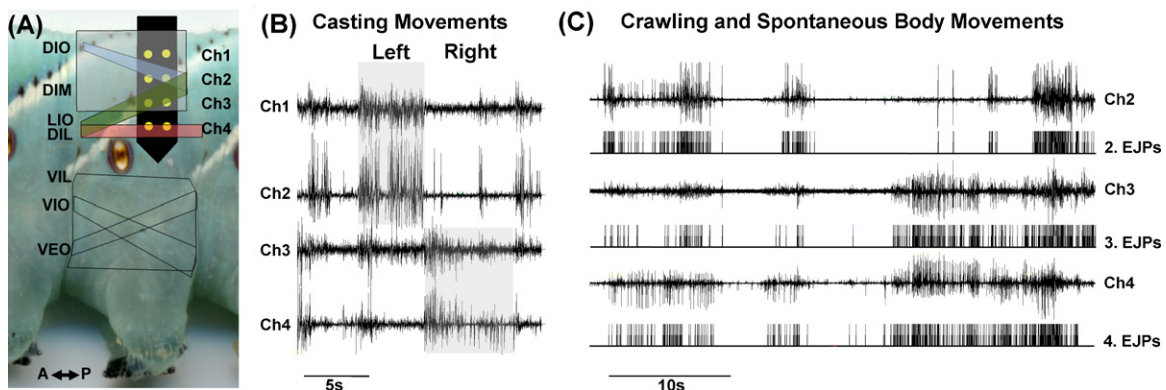 (A)
DIO
DIM
LIO
DIL
VIL
VIO
VEO
Ch1
Ch2
Ch3
Ch4
A P
(B) Casting Movements
Left Right
Ch1
Ch2
Ch3
Ch4
5s
(C) Crawling and Spontaneous Body Movements
Ch2
2. EJPs
Ch3
3. EJPs
Ch4
4. EJPs
10s